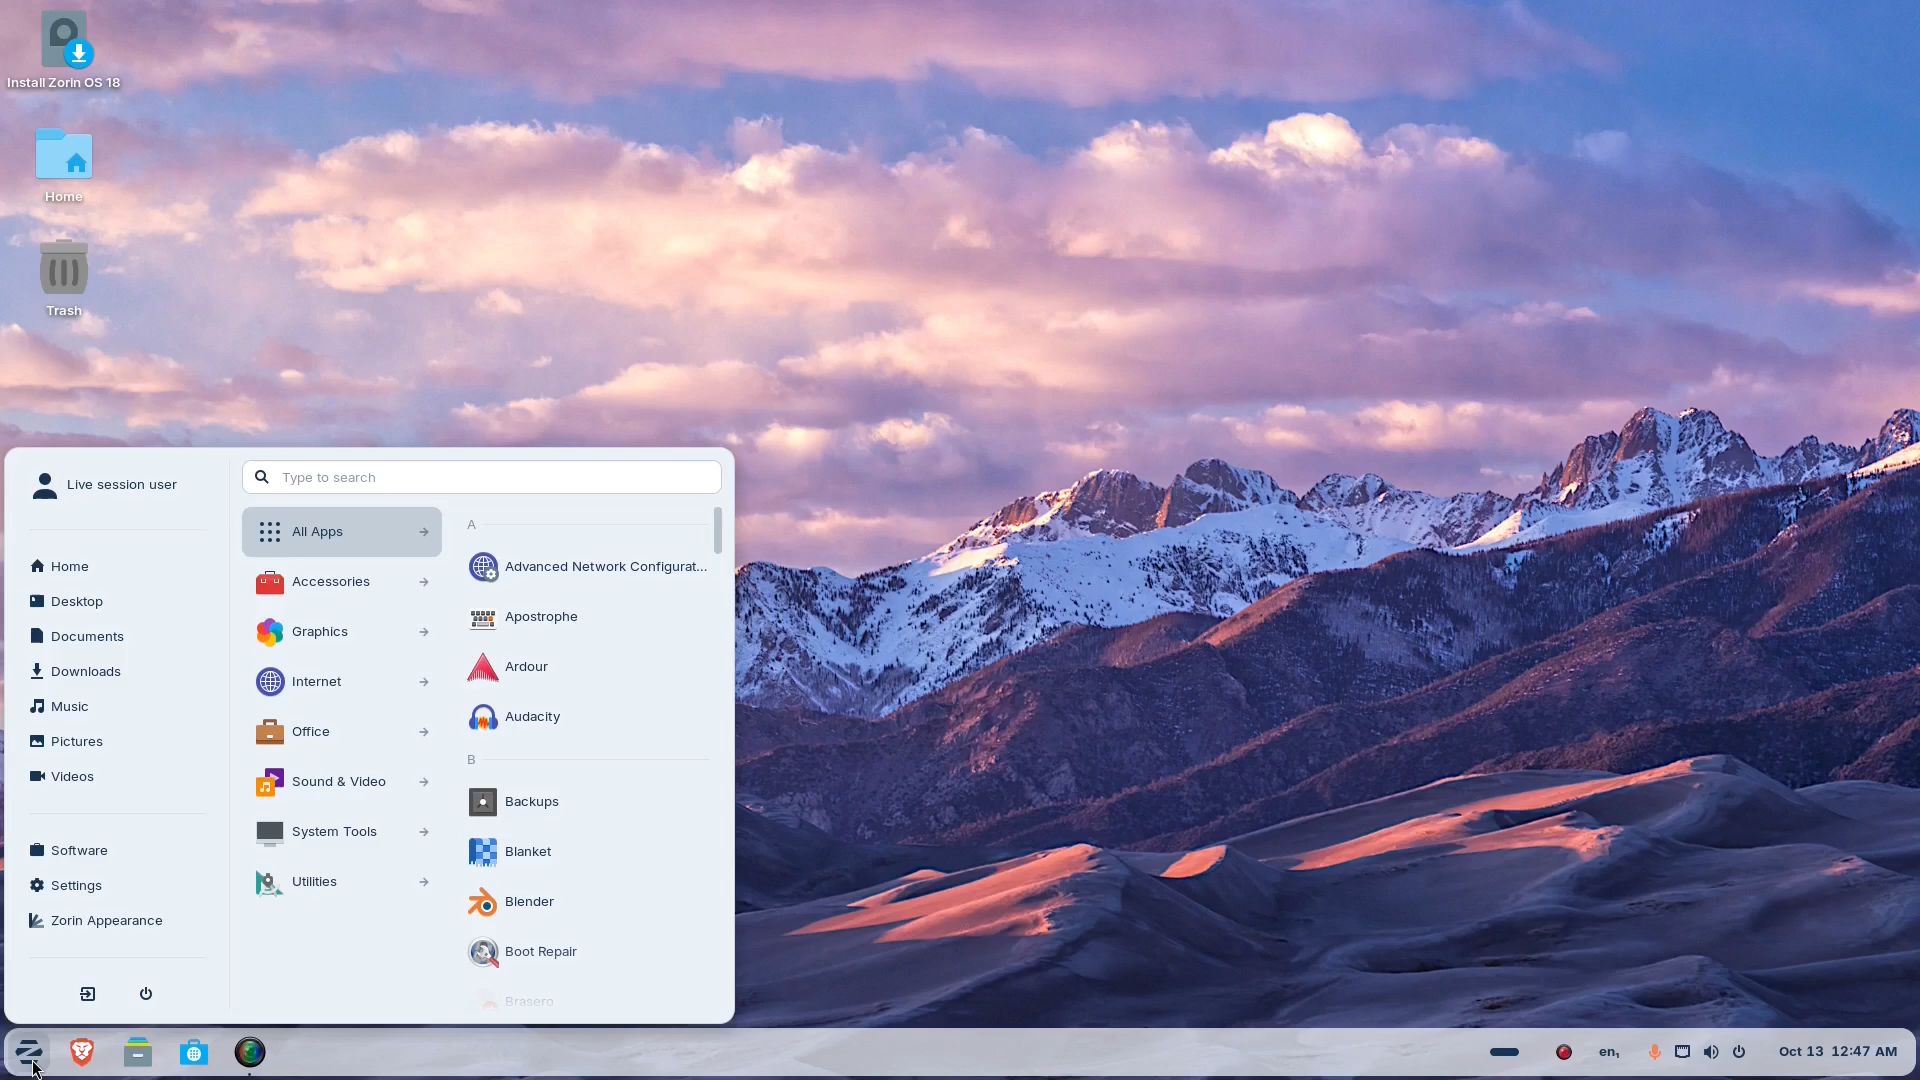 Install Zorin OS 18
Home
Trash
Live session user
Home
Desktop
Documents
Downloads
Music
Pictures
Videos
Software
Settings
Zorin Appearance
Type to search
All Apps
Accessories
Graphics
Internet
Office
Sound & Video
System Tools
Utilities
A
Advanced Network Configurat...
Apostrophe
Ardour
Audacity
B
Backups
Blanket
Blender
Boot Repair
Brasero
en₁
Oct 13 12:47 AM